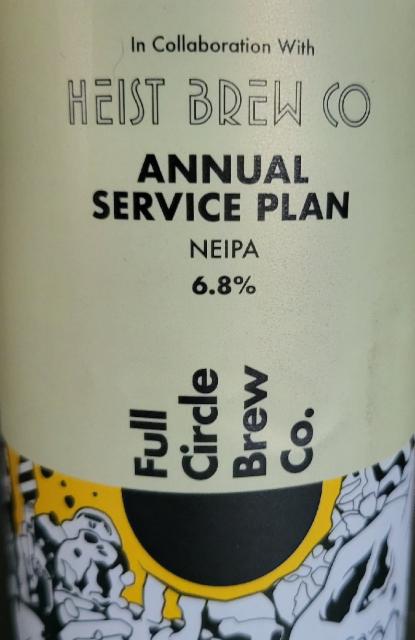 In Collaboration With
HEIST BREW CO
ANNUAL
SERVICE PLAN
NEIPA
6.8%
Full
Circle
Brew
Co.